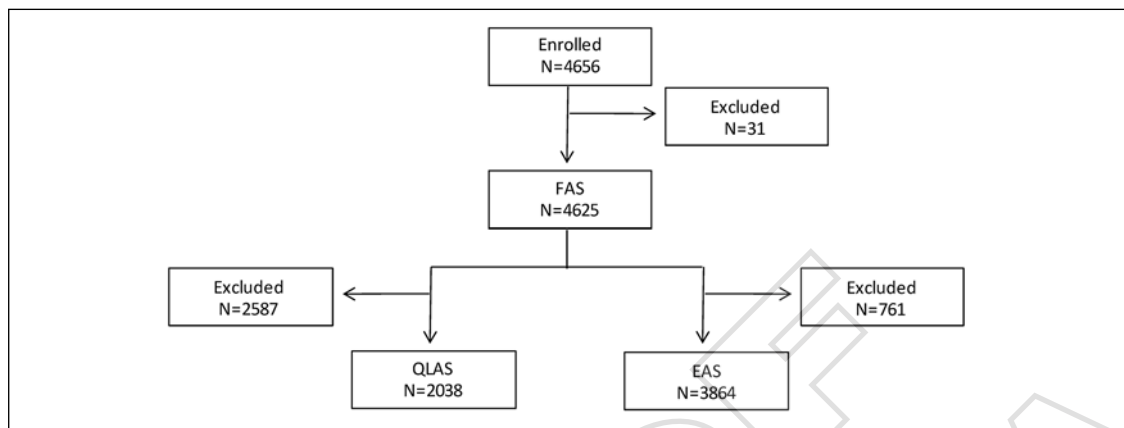 Enrolled
N=4656
Excluded
N=31
FAS
N=4625
Excluded
N=2587
Excluded
N=761
QLAS
N=2038
EAS
N=3864